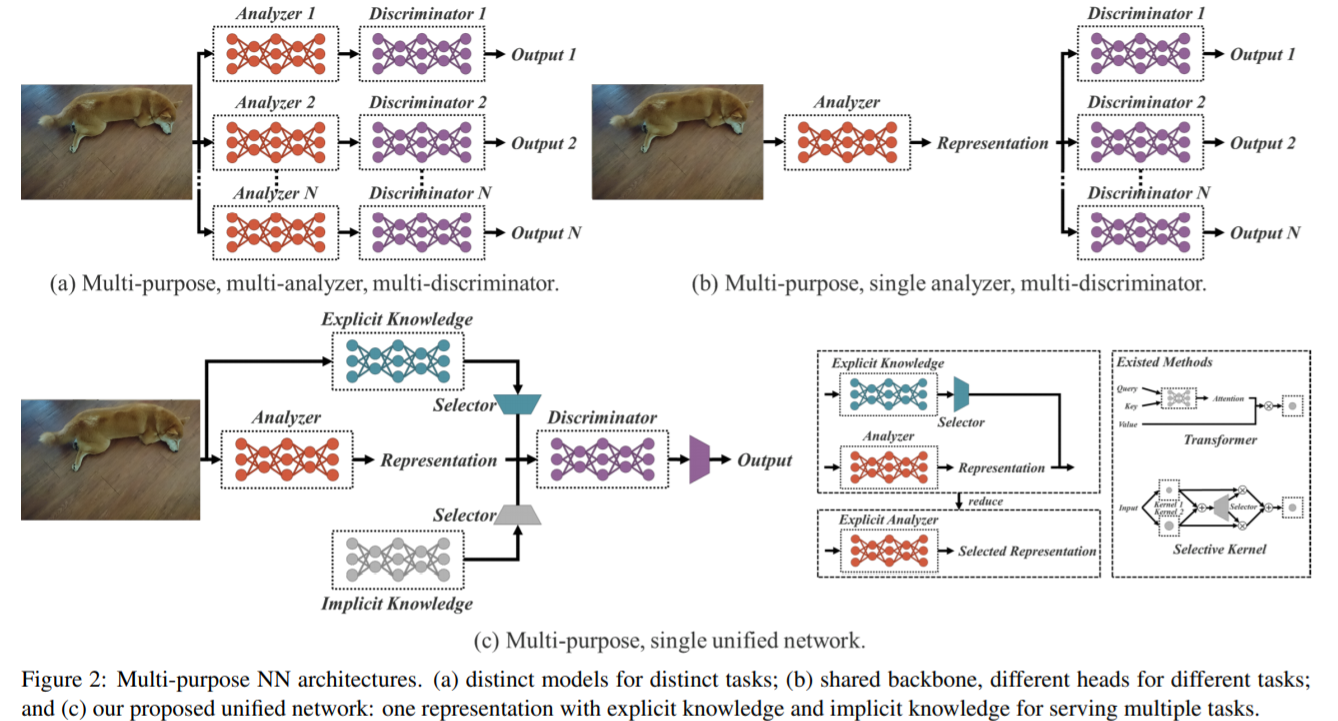 Analyzer 1
Discriminator 1
Output 1
Analyzer 2
Discriminator 2
Output 2
Analyzer N
Discriminator N
Output N
(a) Multi-purpose, multi-analyzer, multi-discriminator.
Analyzer
Representation
Discriminator 1
Output 1
Discriminator 2
Output 2
Discriminator N
Output N
(b) Multi-purpose, single analyzer, multi-discriminator.
Explicit Knowledge
Selector
Analyzer
Representation
Discriminator
Output
Selector
Implicit Knowledge
Explicit Knowledge
Selector
Analyzer
Representation
reduce
Explicit Analyzer
Selected Representation
Existed Methods
Query
Key
Value
Attention
Transformer
Input
Kernel 1
Kernel 2
Selector
Selective Kernel
(c) Multi-purpose, single unified network.
Figure 2: Multi-purpose NN architectures. (a) distinct models for distinct tasks; (b) shared backbone, different heads for different tasks;
and (c) our proposed unified network: one representation with explicit knowledge and implicit knowledge for serving multiple tasks.